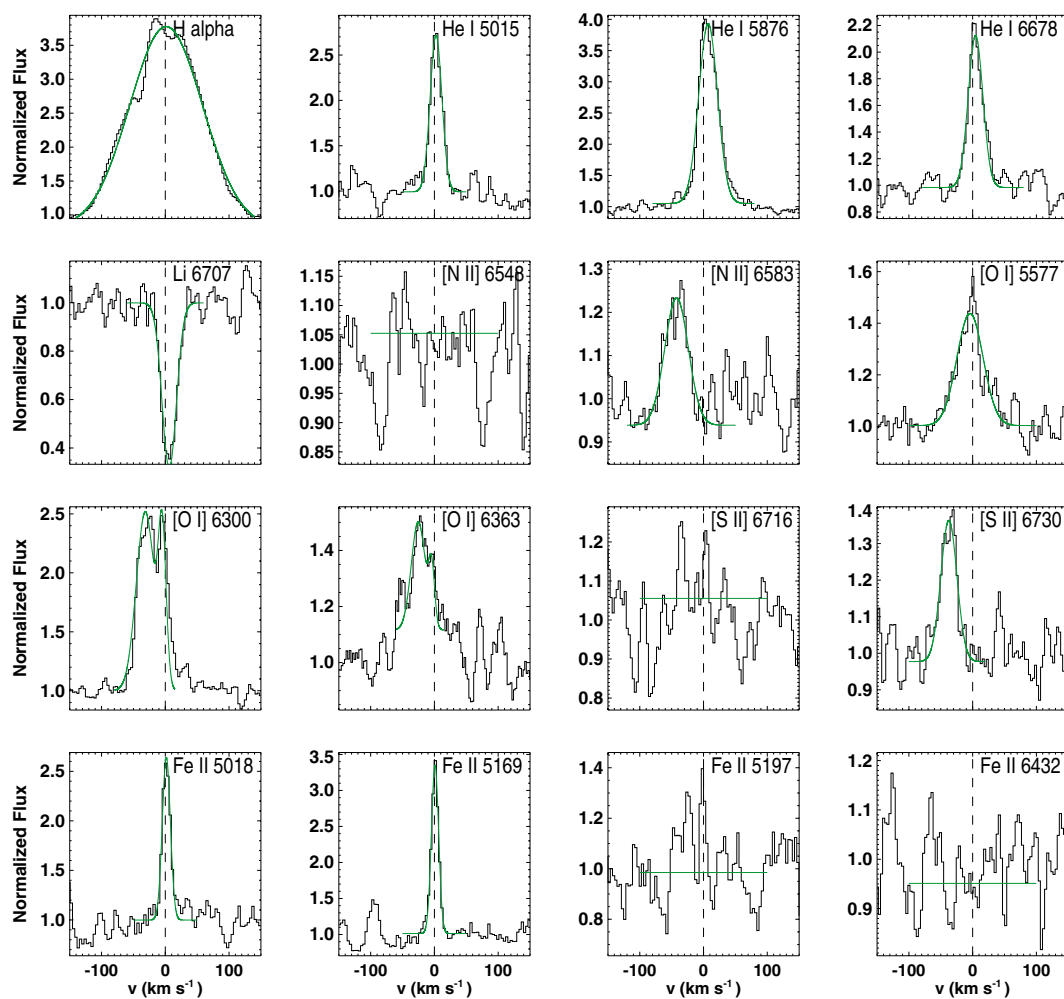 H alpha
He I 5015
He I 5876
He I 6678
Normalized Flux
3.5
3.0
2.5
2.0
1.5
1.0
2.5
2.0
1.5
1.0
4.0
3.5
3.0
2.5
2.0
1.5
1.0
2.2
2.0
1.8
1.6
1.4
1.2
1.0
0.8
Li 6707
[N II] 6548
[N II] 6583
[O I] 5577
Normalized Flux
1.0
0.8
0.6
0.4
1.15
1.10
1.05
1.00
0.95
0.90
0.85
1.3
1.2
1.1
1.0
0.9
1.6
1.4
1.2
1.0
[O I] 6300
[O I] 6363
[S II] 6716
[S II] 6730
Normalized Flux
2.5
2.0
1.5
1.0
1.4
1.2
1.0
1.2
1.1
1.0
0.9
0.8
1.4
1.3
1.2
1.1
1.0
0.9
Fe II 5018
Fe II 5169
Fe II 5197
Fe II 6432
Normalized Flux
2.5
2.0
1.5
1.0
3.5
3.0
2.5
2.0
1.5
1.0
1.4
1.2
1.0
0.8
1.2
1.1
1.0
0.9
-100 0 100
-100 0 100
-100 0 100
-100 0 100
v (km s⁻¹)
v (km s⁻¹)
v (km s⁻¹)
v (km s⁻¹)